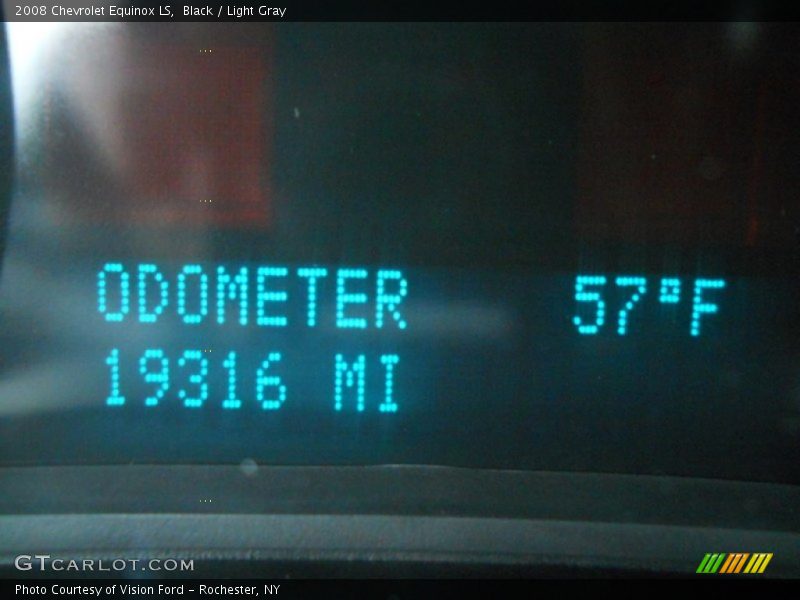 2008 Chevrolet Equinox LS,  Black / Light Gray
ODOMETER 57°F
19316 MI
GTCARLOT.COM
Photo Courtesy of Vision Ford - Rochester, NY